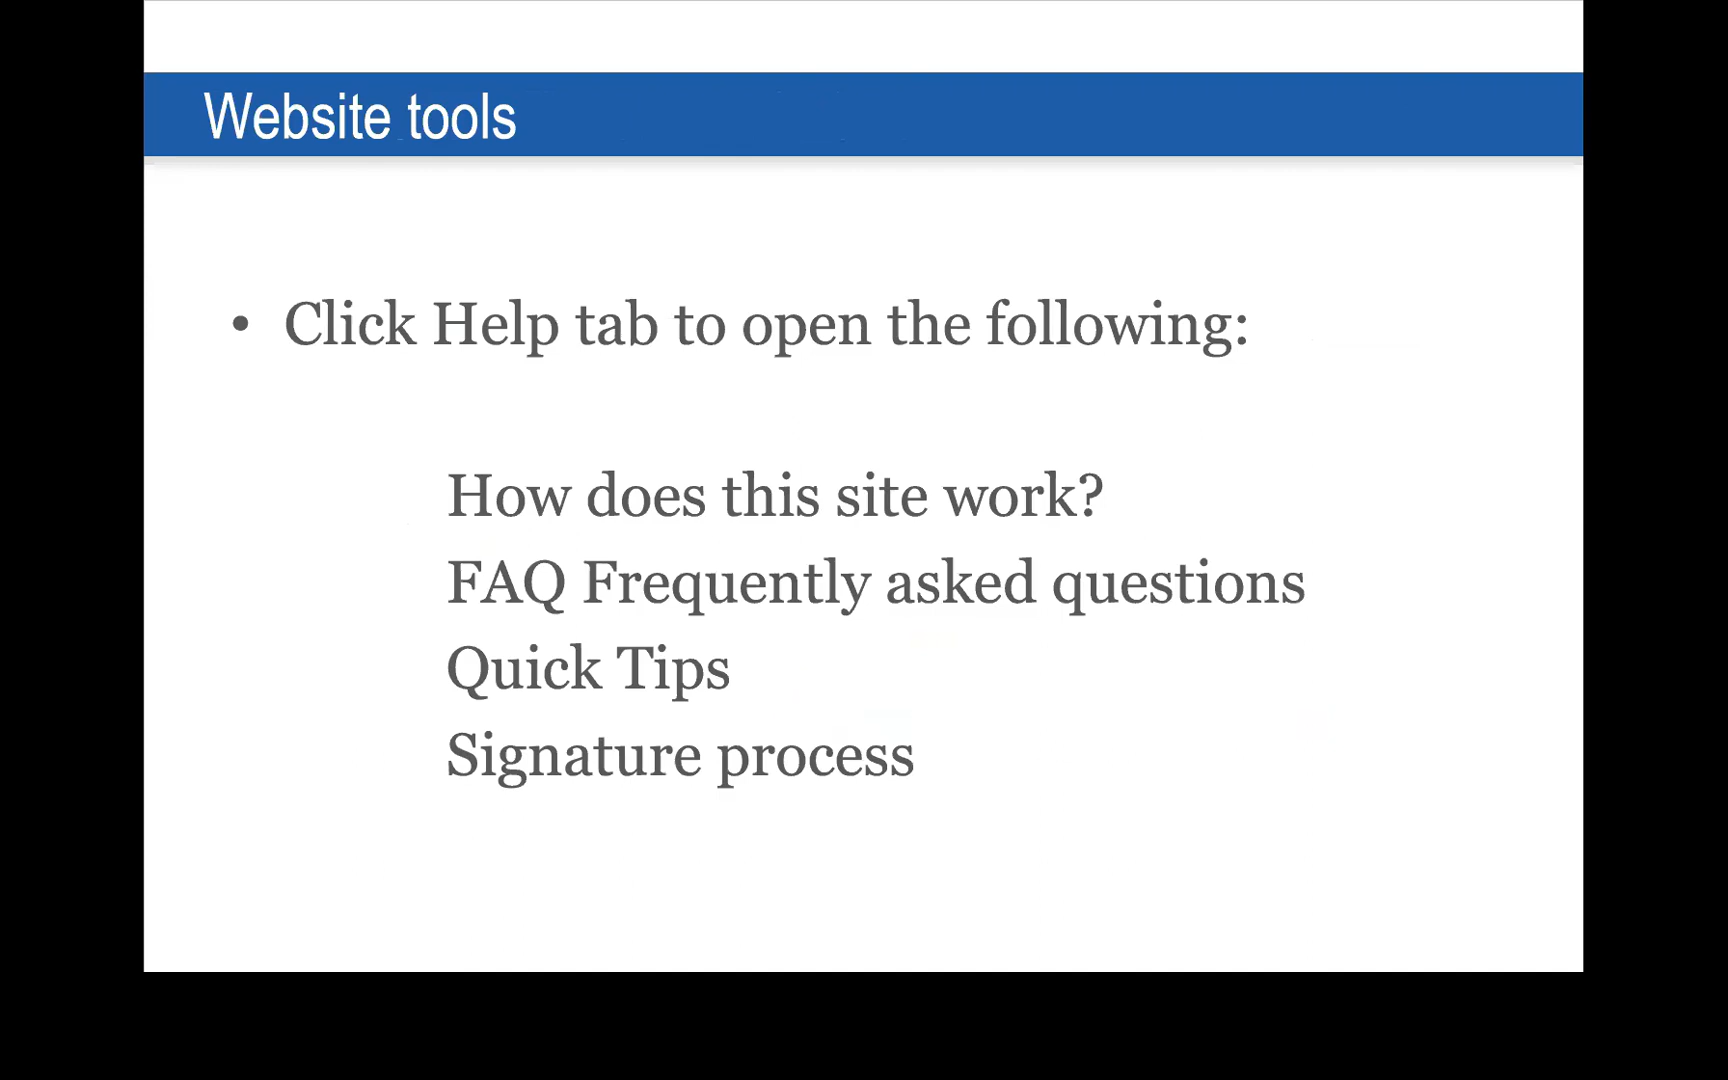 Website tools
• Click Help tab to open the following:
How does this site work?
FAQ Frequently asked questions
Quick Tips
Signature process